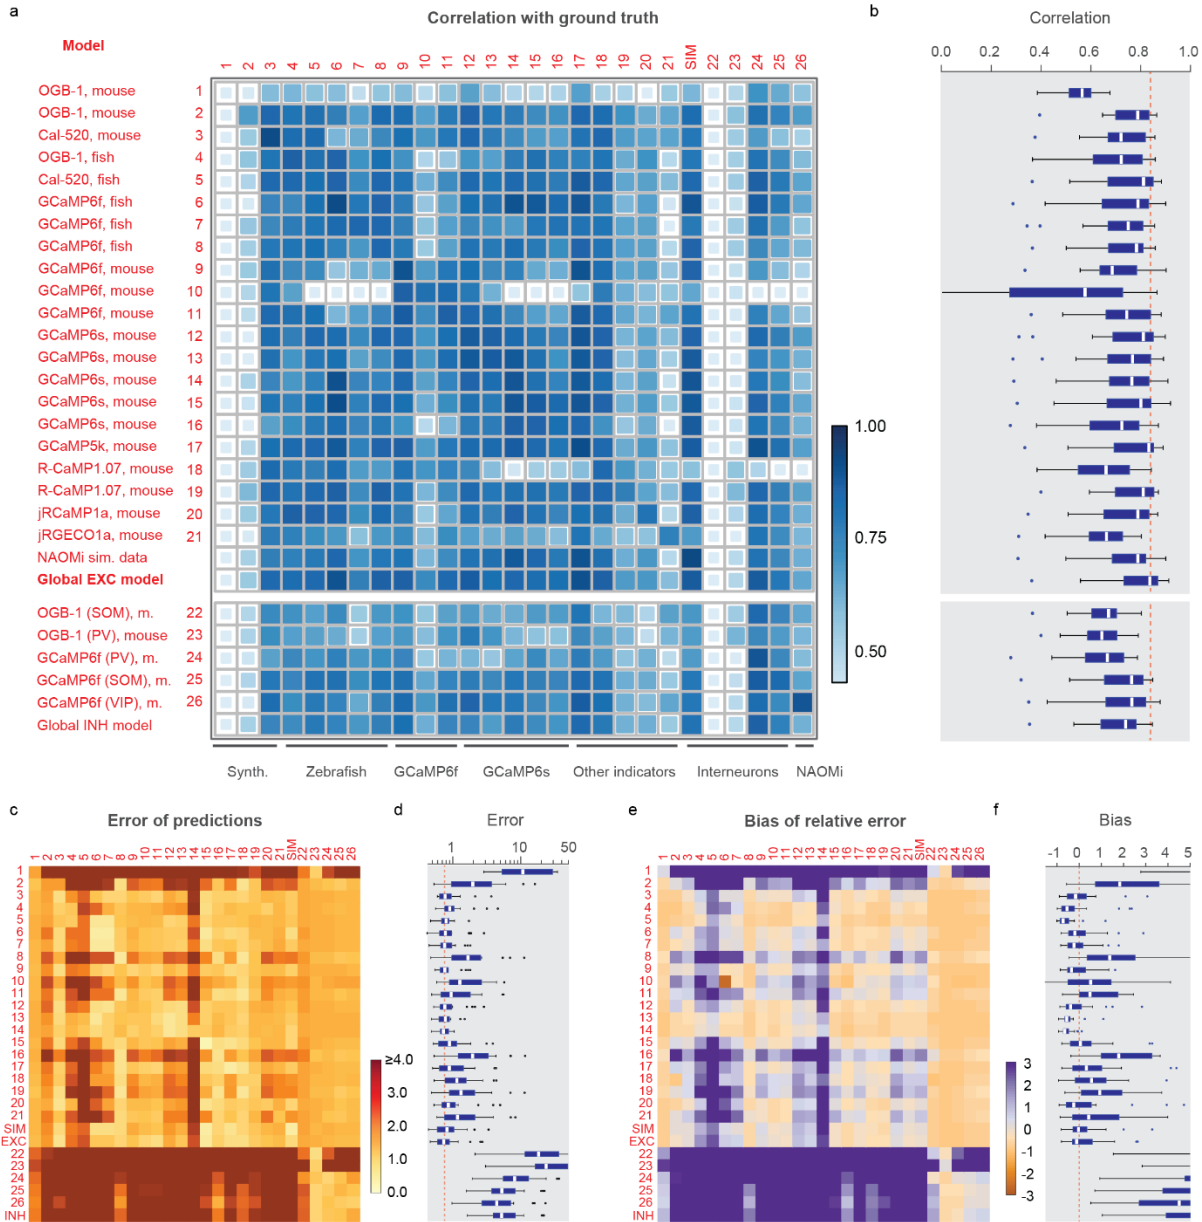 a
Correlation with ground truth
b
Correlation
Model
1 2 3 4 5 6 7 8 9 10 11 12 13 14 15 16 17 18 19 20 21 SIM 22 23 24 25 26
0.0 0.2 0.4 0.6 0.8 1.0
OGB-1, mouse 1
OGB-1, mouse 2
Cal-520, mouse 3
OGB-1, fish 4
Cal-520, fish 5
GCaMP6f, fish 6
GCaMP6f, fish 7
GCaMP6f, fish 8
GCaMP6f, mouse 9
GCaMP6f, mouse 10
GCaMP6f, mouse 11
GCaMP6s, mouse 12
GCaMP6s, mouse 13
GCaMP6s, mouse 14
GCaMP6s, mouse 15
GCaMP6s, mouse 16
GCaMP5k, mouse 17
R-CaMP1.07, mouse 18
R-CaMP1.07, mouse 19
jRCaMP1a, mouse 20
jRGECO1a, mouse 21
NAOMi sim. data
Global EXC model
OGB-1 (SOM), m. 22
OGB-1 (PV), mouse 23
GCaMP6f (PV), m. 24
GCaMP6f (SOM), m. 25
GCaMP6f (VIP), m. 26
Global INH model
1.00
0.75
0.50
Synth. Zebrafish GCaMP6f GCaMP6s Other indicators Interneurons NAOMi
c
Error of predictions
d
Error
e
Bias of relative error
f
Bias
1 2 3 4 5 6 7 8 9 10 11 12 13 14 15 16 17 18 19 20 21 SIM 22 23 24 25 26
1 10 50
1 2 3 4 5 6 7 8 9 10 11 12 13 14 15 16 17 18 19 20 21 SIM 22 23 24 25 26
-1 0 1 2 3 4 5
1
2
3
4
5
6
7
8
9
10
11
12
13
14
15
16
17
18
19
20
21
SIM
EXC
22
23
24
25
26
INH
≥4.0
3.0
2.0
1.0
0.0
1
2
3
4
5
6
7
8
9
10
11
12
13
14
15
16
17
18
19
20
21
SIM
EXC
22
23
24
25
26
INH
3
2
1
0
-1
-2
-3